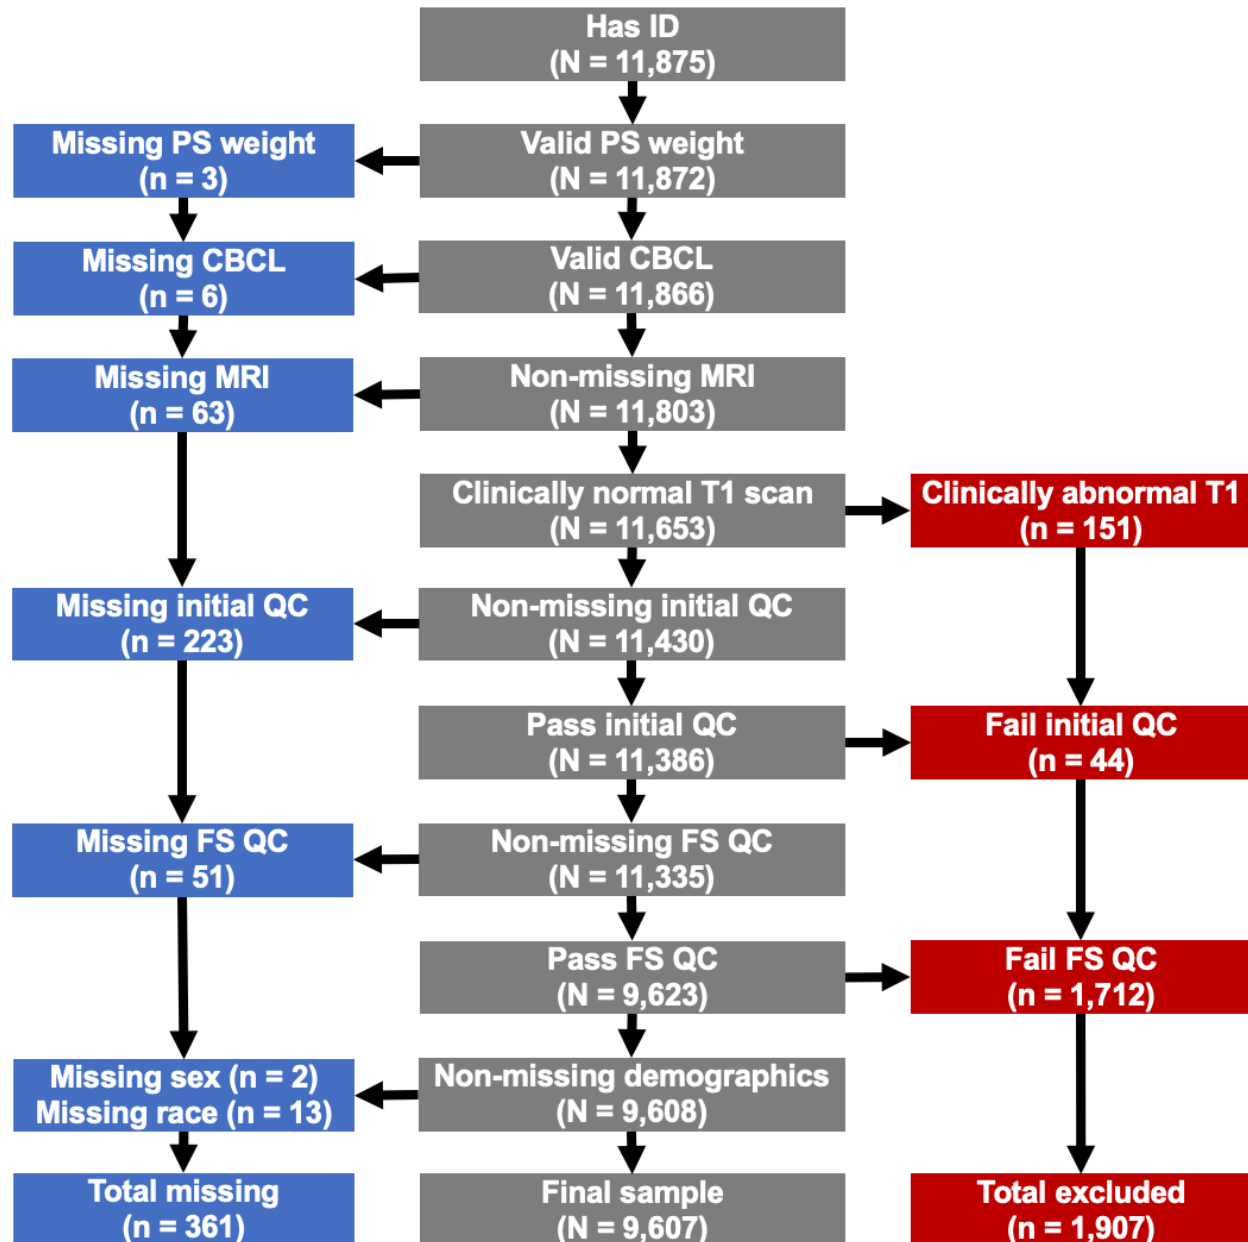 Has ID
(N = 11,875)
Missing PS weight
(n = 3)
Valid PS weight
(N = 11,872)
Missing CBCL
(n = 6)
Valid CBCL
(N = 11,866)
Missing MRI
(n = 63)
Non-missing MRI
(N = 11,803)
Clinically normal T1 scan
(N = 11,653)
Clinically abnormal T1
(n = 151)
Missing initial QC
(n = 223)
Non-missing initial QC
(N = 11,430)
Pass initial QC
(N = 11,386)
Fail initial QC
(n = 44)
Missing FS QC
(n = 51)
Non-missing FS QC
(N = 11,335)
Pass FS QC
(N = 9,623)
Fail FS QC
(n = 1,712)
Missing sex (n = 2)
Missing race (n = 13)
Non-missing demographics
(N = 9,608)
Total missing
(n = 361)
Final sample
(N = 9,607)
Total excluded
(n = 1,907)